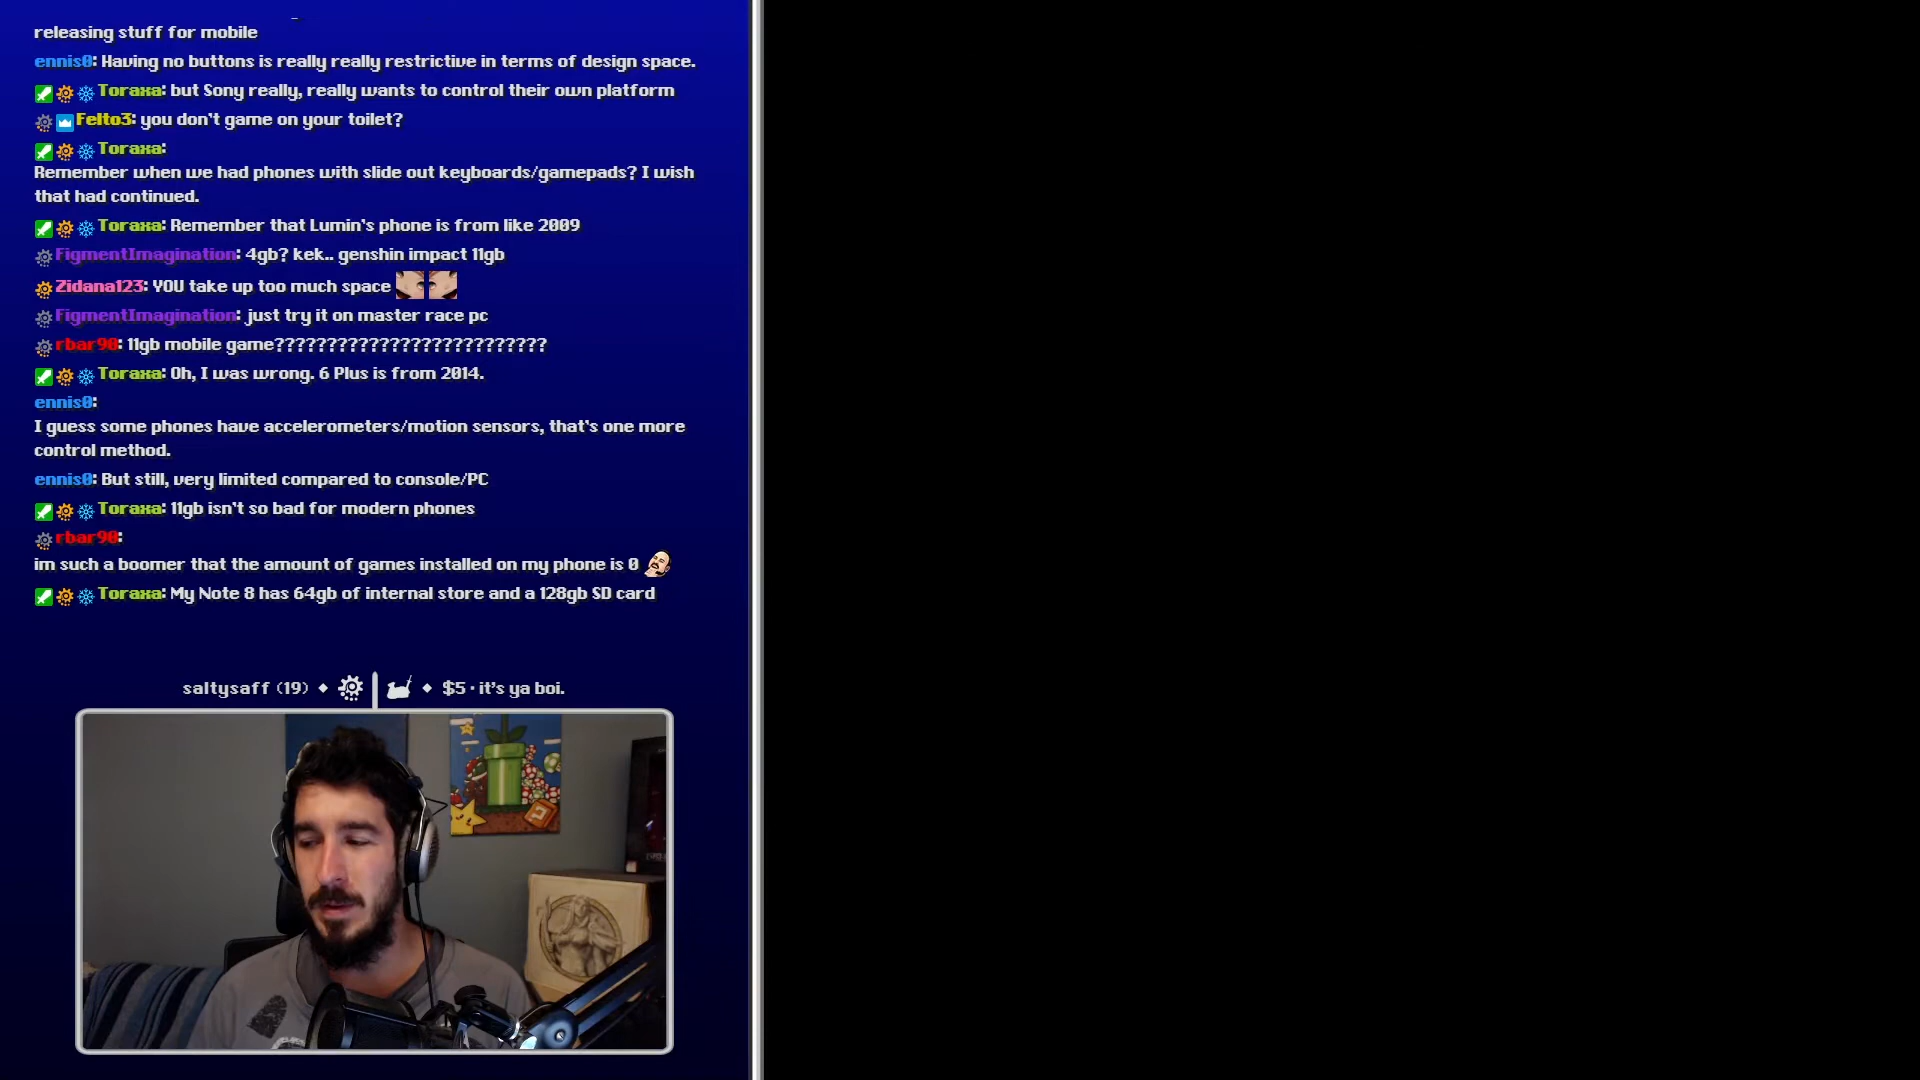 releasing stuff for mobile
ennis0: Having no buttons is really really restrictive in terms of design space.
Toraxa: but Sony really, really wants to control their own platform
Felto3: you don't game on your toilet?
Toraxa:
Remember when we had phones with slide out keyboards/gamepads? I wish
that had continued.
Toraxa: Remember that Lumin's phone is from like 2009
FigmentImagination: 4gb? kek.. genshin impact 11gb
Zidana123: YOU take up too much space
FigmentImagination: just try it on master race pc
rbar90: 11gb mobile game??????????????????????????
Toraxa: Oh, I was wrong. 6 Plus is from 2014.
ennis0:
I guess some phones have accelerometers/motion sensors, that's one more
control method.
ennis0: But still, very limited compared to console/PC
Toraxa: 11gb isn't so bad for modern phones
rbar90:
im such a boomer that the amount of games installed on my phone is 0
Toraxa: My Note 8 has 64gb of internal store and a 128gb SD card
saltysaff (19) ◆ ◆ $5 · it's ya boi.